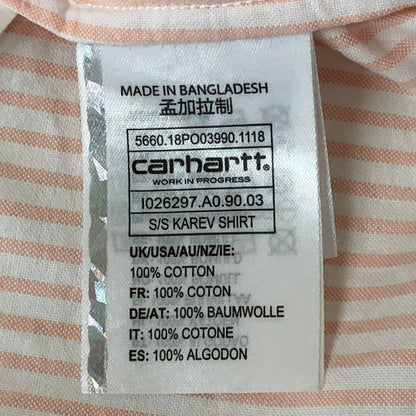 MADE IN BANGLADESH
孟加拉制
5660.18PO03990.1118
carhartt®
WORK IN PROGRESS
I026297.A0.90.03
S/S KAREV SHIRT
UK/USA/AU/NZ/IE:
100% COTTON
FR: 100% COTON
DE/AT: 100% BAUMWOLLE
IT: 100% COTONE
ES: 100% ALGODON